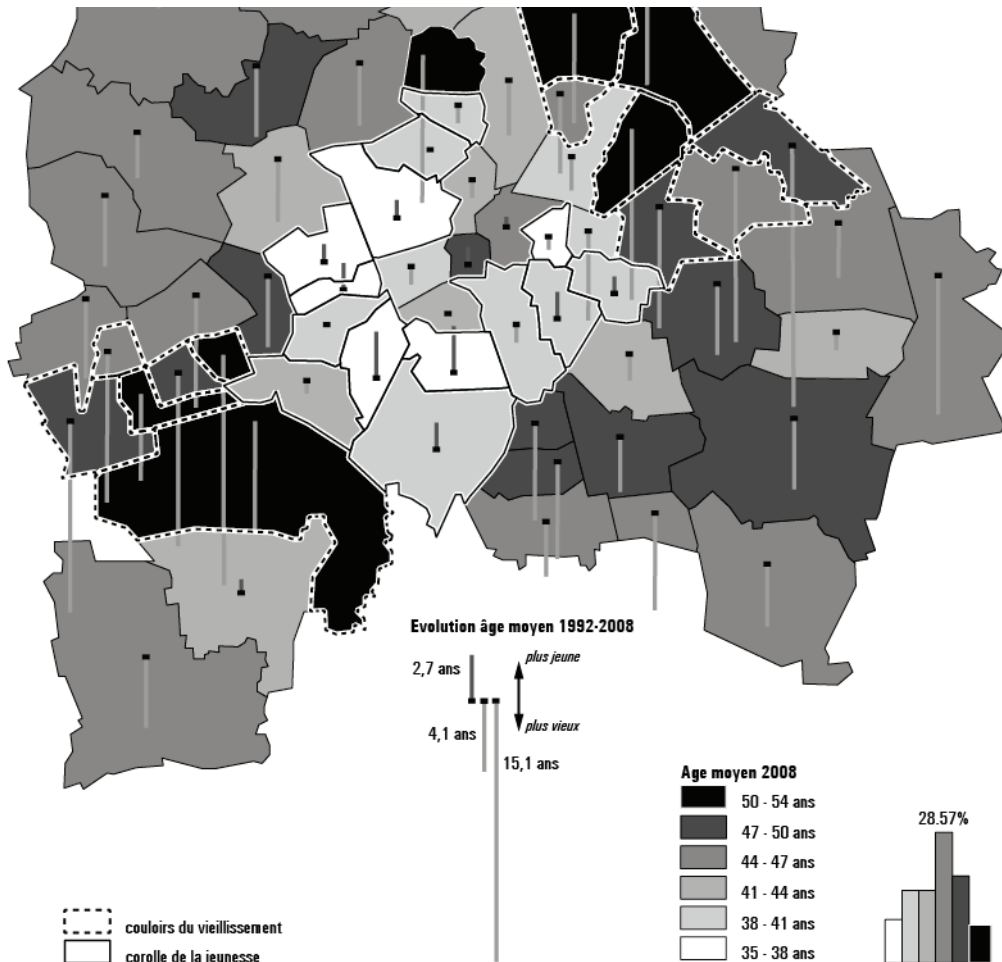 Evolution âge moyen 1992-2008
2,7 ans
plus jeune
plus vieux
4,1 ans
15,1 ans
Age moyen 2008
50 - 54 ans
47 - 50 ans
44 - 47 ans
41 - 44 ans
38 - 41 ans
35 - 38 ans
28.57%
couloirs du vieillissement
corolle de la jeunesse